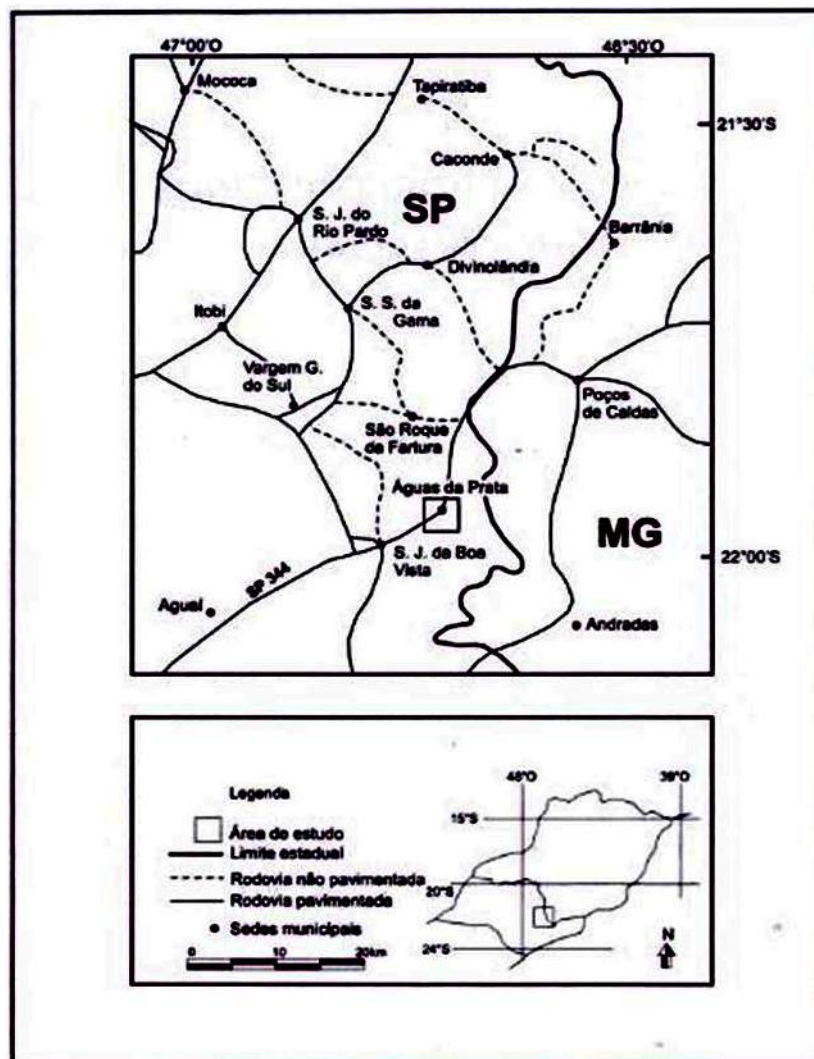 47°00'O
46°30'O
Mococa
Tapiratiba
21°30'S
Caconde
SP
S. J. do
Rio Pardo
Barrânia
Divinolândia
Itobi
S. S. da
Gama
Vargem G.
do Sul
Poços
de Caldas
São Roque
da Fartura
Águas da Prata
MG
S. J. da Boa
Vista
22°00'S
SP 344
Aguaí
Andradas
Legenda
Área de estudo
Limite estadual
Rodovia não pavimentada
Rodovia pavimentada
Sedes municipais
0 10 20km
48°O
39°O
15°S
20°S
24°S
N